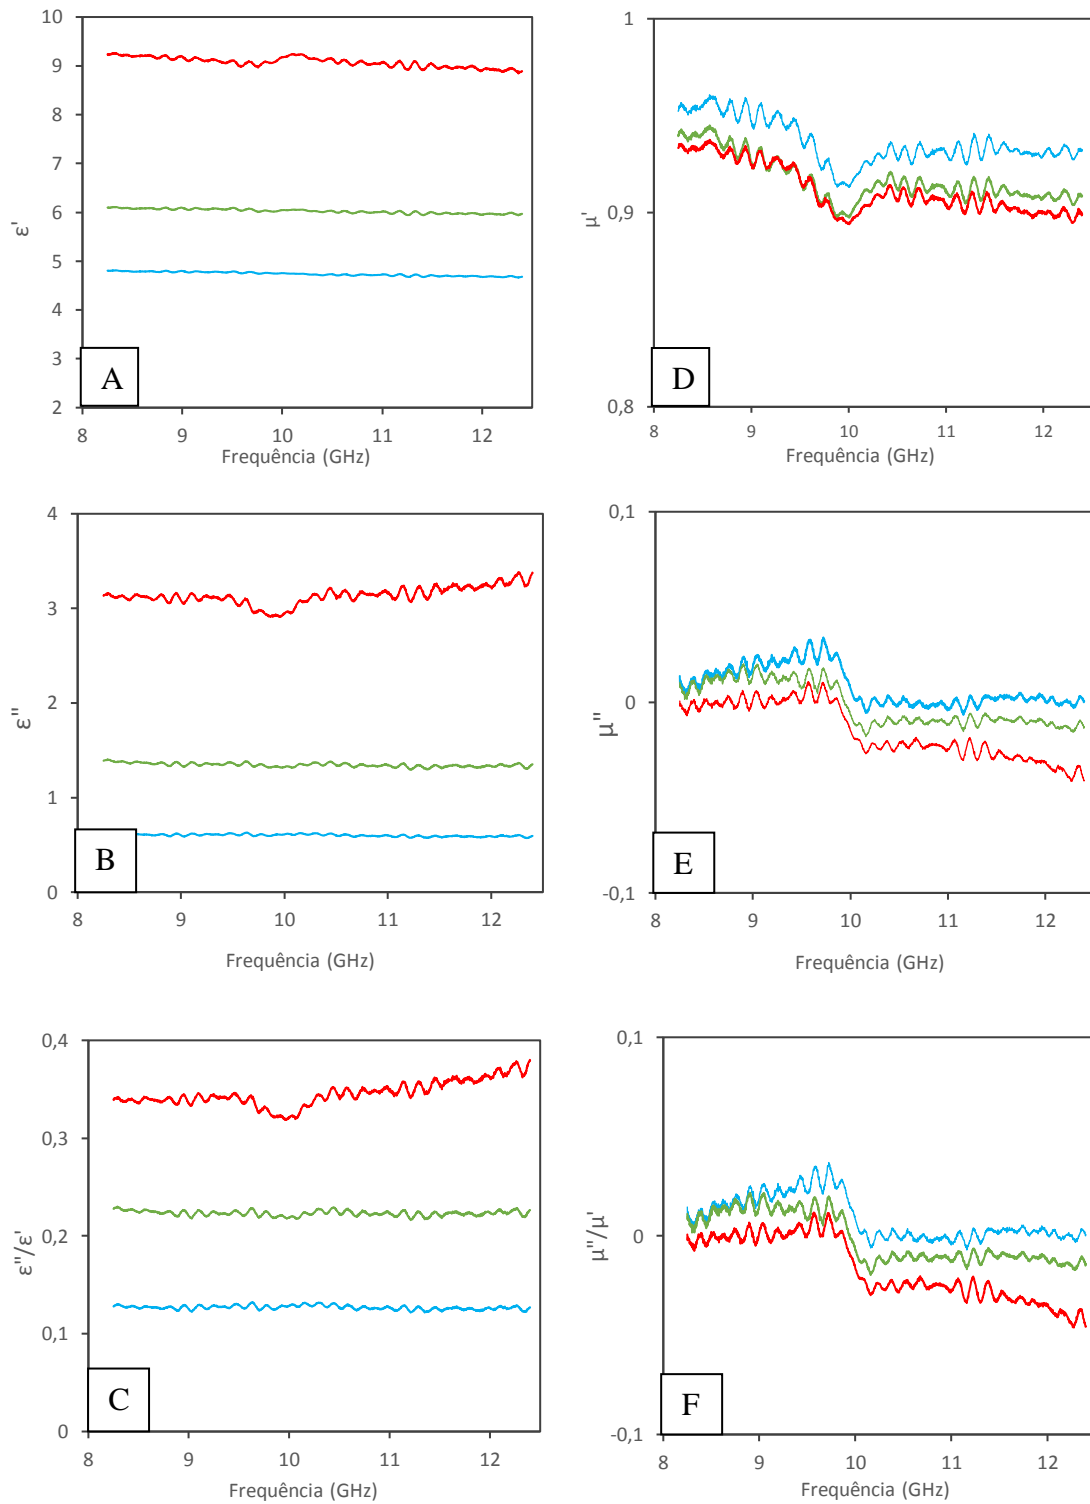 10
9
8
7
6
5
4
3
2
ε'
A
8 9 10 11 12
Frequência (GHz)
1
0,9
0,8
μ'
D
8 9 10 11 12
Frequência (GHz)
4
3
2
1
0
ε''
B
8 9 10 11 12
Frequência (GHz)
0,1
0
-0,1
μ''
E
8 9 10 11 12
Frequência (GHz)
0,4
0,3
0,2
0,1
0
ε''/ε'
C
8 9 10 11 12
Frequência (GHz)
0,1
0
-0,1
μ''/μ'
F
8 9 10 11 12
Frequência (GHz)